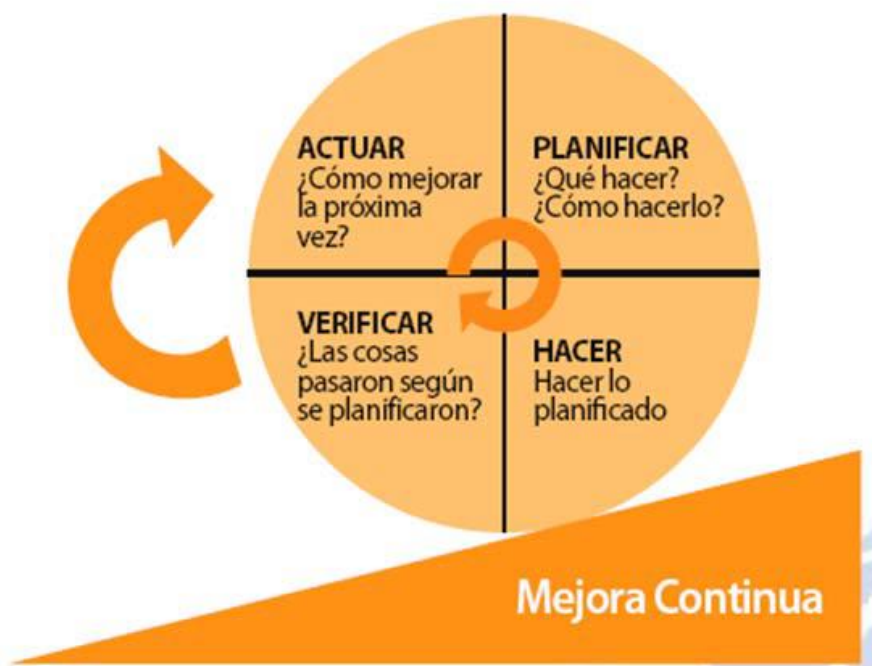 ACTUAR
¿Cómo mejorar
la próxima
vez?
PLANIFICAR
¿Qué hacer?
¿Cómo hacerlo?
VERIFICAR
¿Las cosas
pasaron según
se planificaron?
HACER
Hacer lo
planificado
Mejora Continua